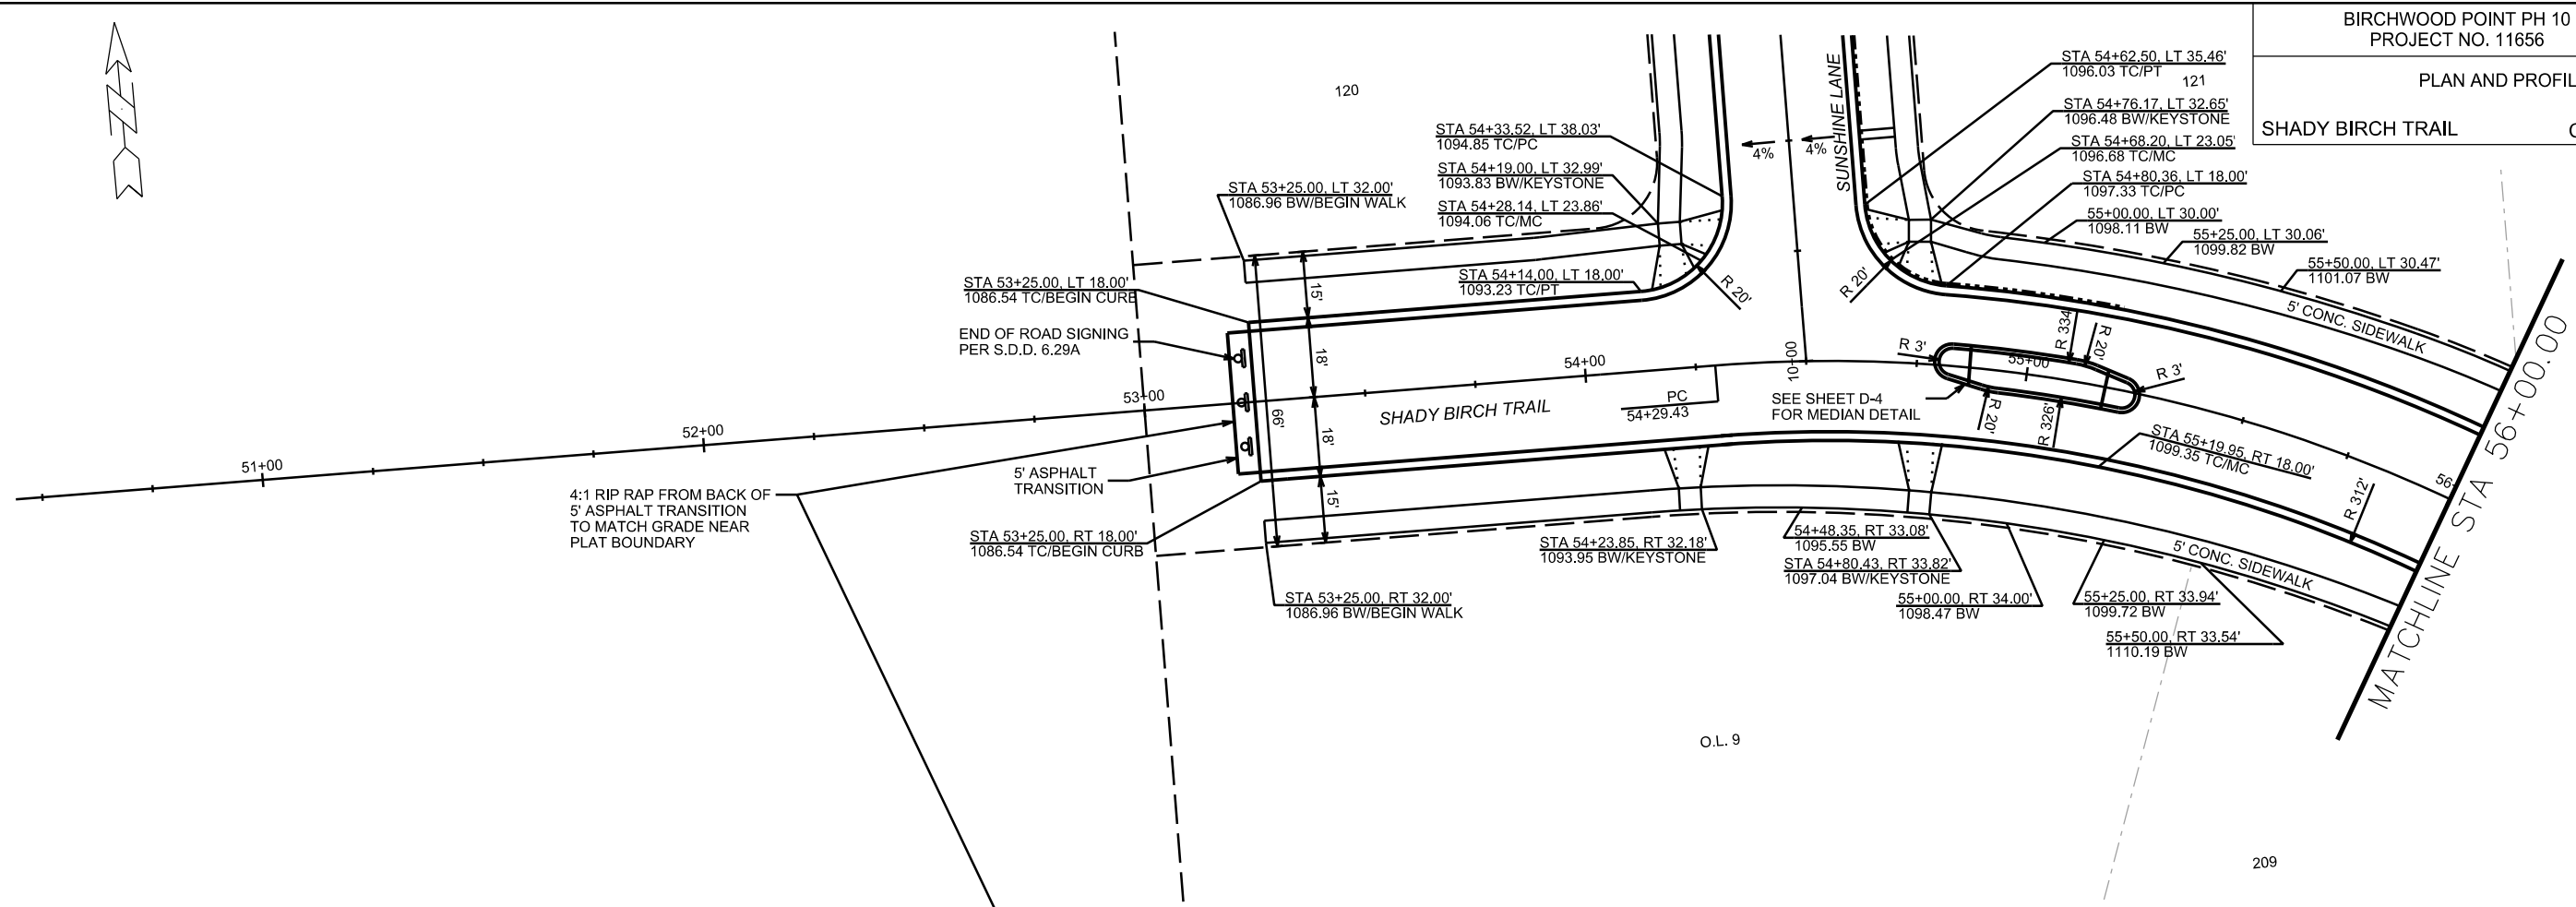 BIRCHWOOD POINT PH 10
PROJECT NO. 11656
PLAN AND PROFIL
SHADY BIRCH TRAIL
120
121
SUNSHINE LANE
4%
4%
STA 54+62.50, LT 35.46'
1096.03 TC/PT
STA 54+76.17, LT 32.65'
1096.48 BW/KEYSTONE
STA 54+68.20, LT 23.05'
1096.68 TC/MC
STA 54+80.36, LT 18.00'
1097.33 TC/PC
55+00.00, LT 30.00'
1098.11 BW
55+25.00, LT 30.06'
1099.82 BW
55+50.00, LT 30.47'
1101.07 BW
STA 54+33.52, LT 38.03'
1094.85 TC/PC
STA 54+19.00, LT 32.99'
1093.83 BW/KEYSTONE
STA 54+28.14, LT 23.86'
1094.06 TC/MC
STA 54+14.00, LT 18.00'
1093.23 TC/PT
STA 53+25.00, LT 32.00'
1086.96 BW/BEGIN WALK
STA 53+25.00, LT 18.00'
1086.54 TC/BEGIN CURB
END OF ROAD SIGNING
PER S.D.D. 6.29A
15'
18'
66'
18'
15'
R 20'
R 20'
R 334'
R 20'
R 3'
R 3'
R 20'
R 326'
R 312'
5' CONC. SIDEWALK
5' CONC. SIDEWALK
51+00
52+00
53+00
54+00
10+00
55+00
56+
SHADY BIRCH TRAIL
PC
54+29.43
SEE SHEET D-4
FOR MEDIAN DETAIL
STA 55+19.95, RT 18.00'
1099.35 TC/MC
MATCHLINE STA 56+00.00
4:1 RIP RAP FROM BACK OF
5' ASPHALT TRANSITION
TO MATCH GRADE NEAR
PLAT BOUNDARY
5' ASPHALT
TRANSITION
STA 53+25.00, RT 18.00'
1086.54 TC/BEGIN CURB
STA 53+25.00, RT 32.00'
1086.96 BW/BEGIN WALK
STA 54+23.85, RT 32.18'
1093.95 BW/KEYSTONE
54+48.35, RT 33.08'
1095.55 BW
STA 54+80.43, RT 33.82'
1097.04 BW/KEYSTONE
55+00.00, RT 34.00'
1098.47 BW
55+25.00, RT 33.94'
1099.72 BW
55+50.00, RT 33.54'
1110.19 BW
O.L. 9
209